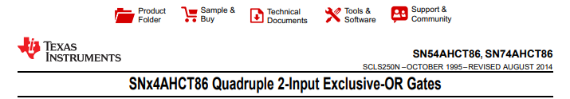 Product Folder
Sample & Buy
Technical Documents
Tools & Software
Support & Community
TEXAS INSTRUMENTS
SN54AHCT86, SN74AHCT86
SCLS250N –OCTOBER 1995–REVISED AUGUST 2014
SNx4AHCT86 Quadruple 2-Input Exclusive-OR Gates